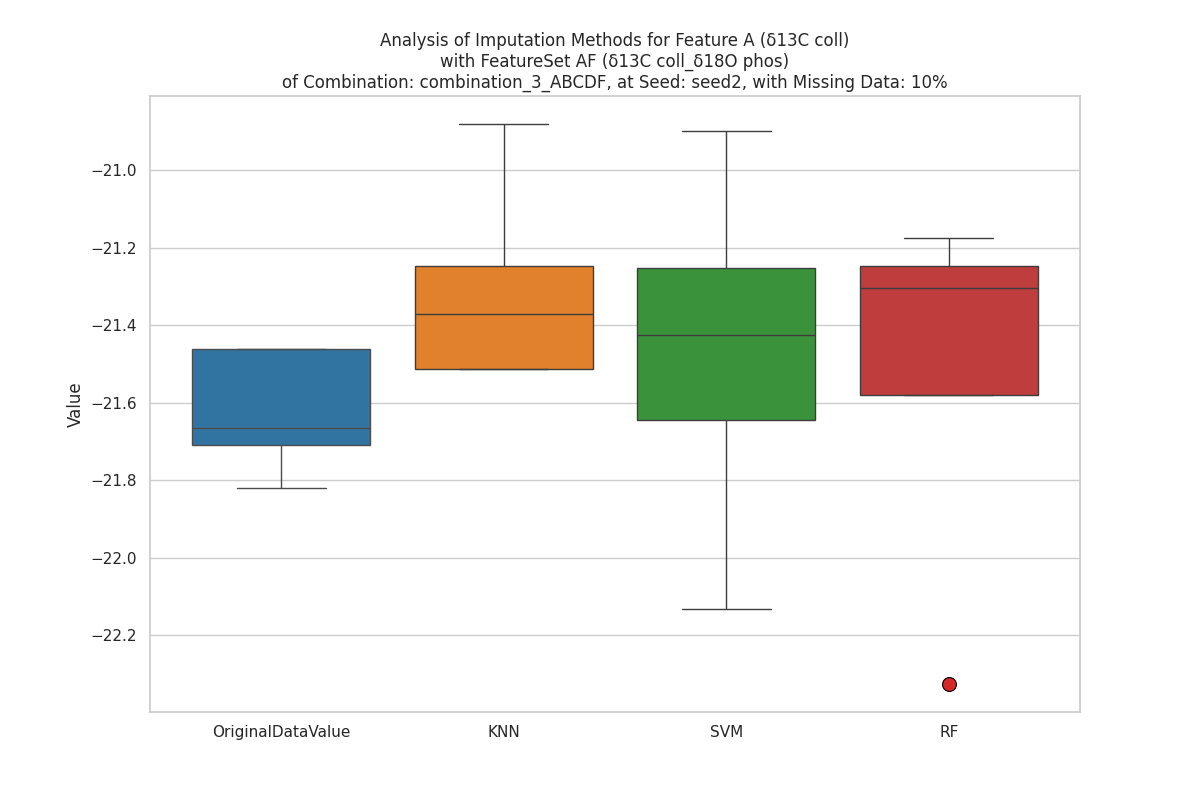 Analysis of Imputation Methods for Feature A (δ13C coll)
with FeatureSet AF (δ13C coll_δ18O phos)
of Combination: combination_3_ABCDF, at Seed: seed2, with Missing Data: 10%
−21.0
−21.2
−21.4
−21.6
−21.8
−22.0
−22.2
Value
OriginalDataValue
KNN
SVM
RF